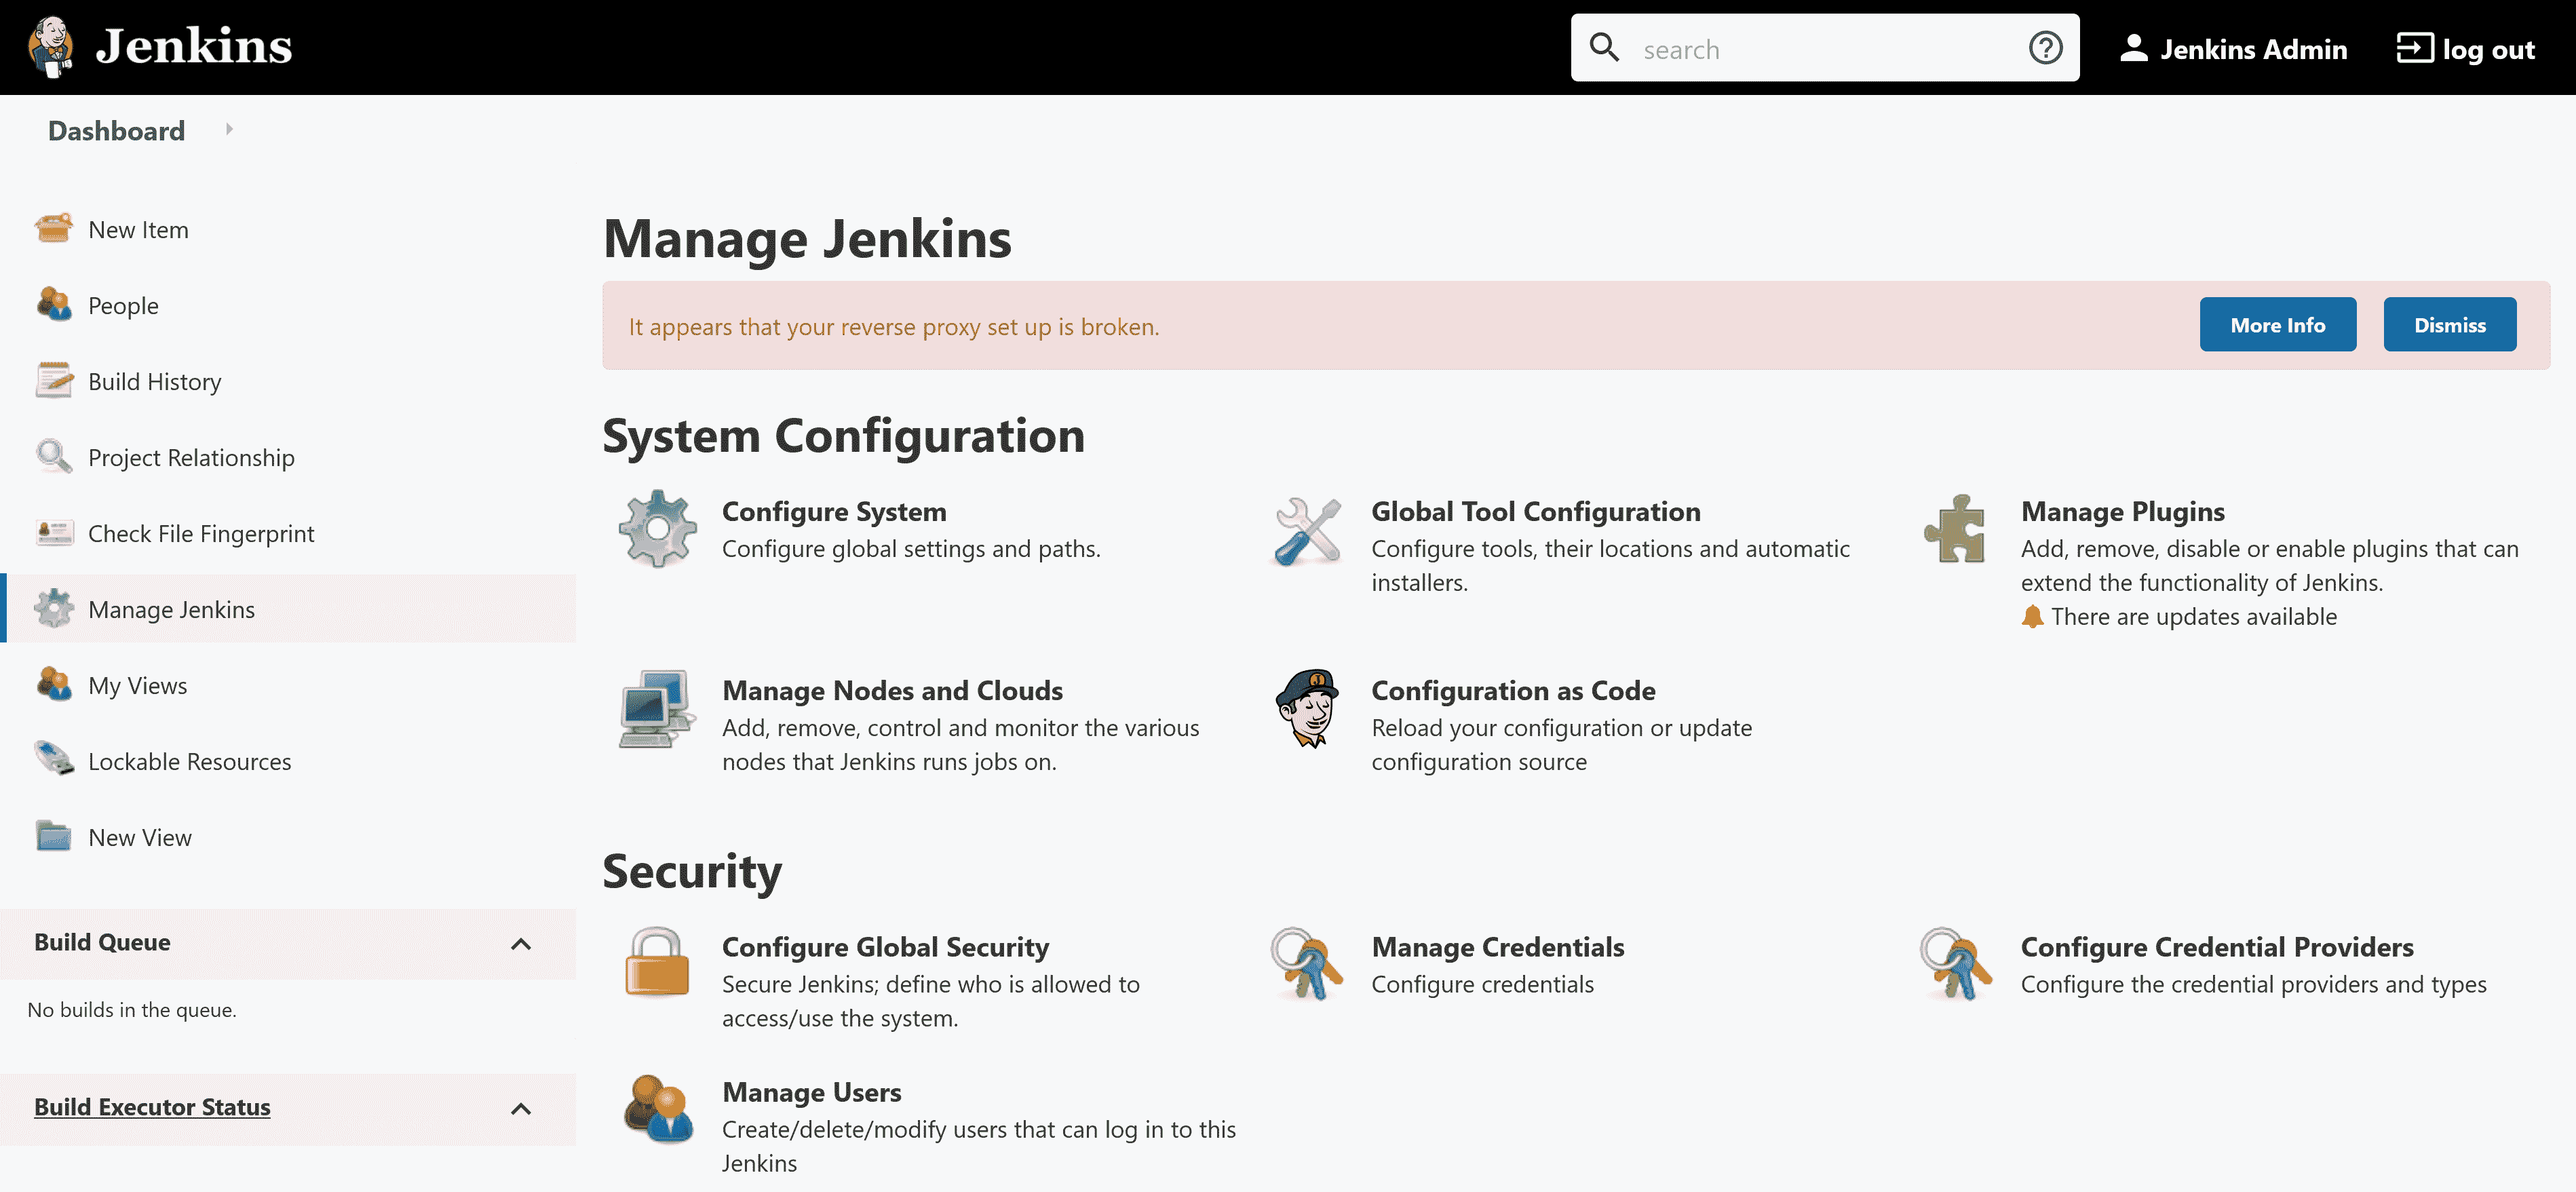 Jenkins
search
Jenkins Admin
log out
Dashboard
New Item
People
Build History
Project Relationship
Check File Fingerprint
Manage Jenkins
My Views
Lockable Resources
New View
Build Queue
No builds in the queue.
Build Executor Status
Manage Jenkins
It appears that your reverse proxy set up is broken.
More Info
Dismiss
System Configuration
Configure System
Configure global settings and paths.
Global Tool Configuration
Configure tools, their locations and automatic
installers.
Manage Plugins
Add, remove, disable or enable plugins that can
extend the functionality of Jenkins.
There are updates available
Manage Nodes and Clouds
Add, remove, control and monitor the various
nodes that Jenkins runs jobs on.
Configuration as Code
Reload your configuration or update
configuration source
Security
Configure Global Security
Secure Jenkins; define who is allowed to
access/use the system.
Manage Credentials
Configure credentials
Configure Credential Providers
Configure the credential providers and types
Manage Users
Create/delete/modify users that can log in to this
Jenkins